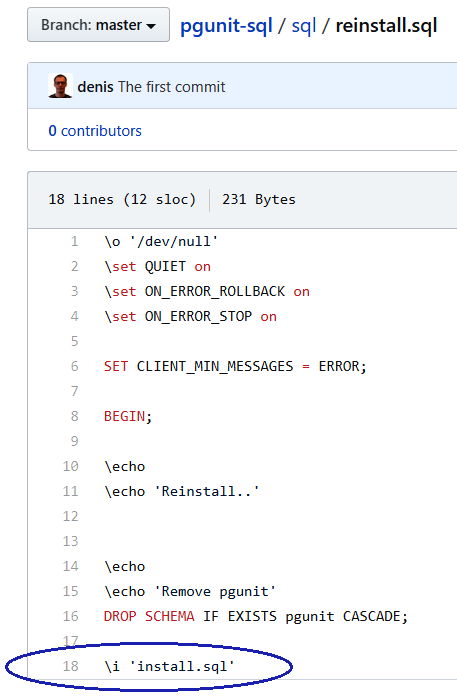 Branch: master pgunit-sql / sql / reinstall.sql
denis The first commit
0 contributors
18 lines (12 sloc) 231 Bytes
1 \o '/dev/null'
2 \set QUIET on
3 \set ON_ERROR_ROLLBACK on
4 \set ON_ERROR_STOP on
5
6 SET CLIENT_MIN_MESSAGES = ERROR;
7
8 BEGIN;
9
10 \echo
11 \echo 'Reinstall..'
12
13
14 \echo
15 \echo 'Remove pgunit'
16 DROP SCHEMA IF EXISTS pgunit CASCADE;
17
18 \i 'install.sql'